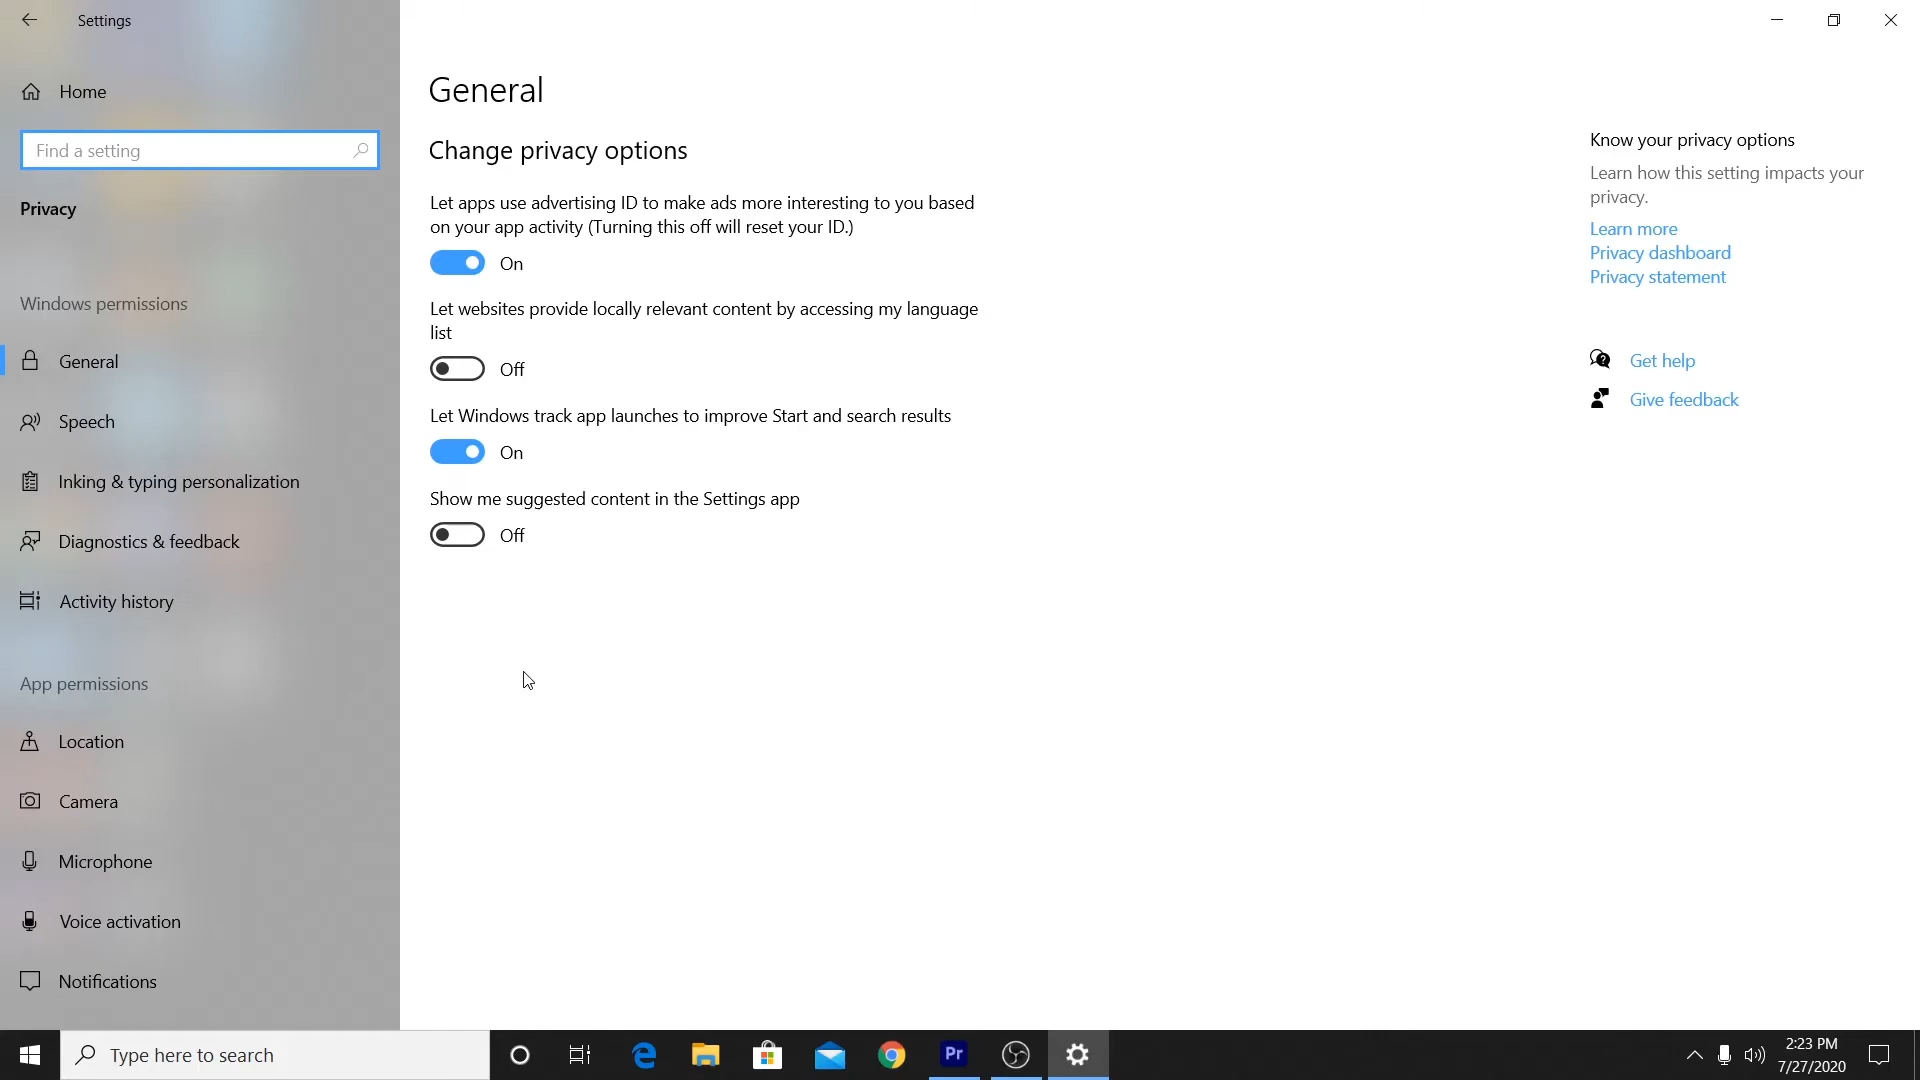 Settings
Home
Find a setting
Privacy
Windows permissions
General
Speech
Inking & typing personalization
Diagnostics & feedback
Activity history
App permissions
Location
Camera
Microphone
Voice activation
Notifications
General
Change privacy options
Let apps use advertising ID to make ads more interesting to you based
on your app activity (Turning this off will reset your ID.)
On
Let websites provide locally relevant content by accessing my language
list
Off
Let Windows track app launches to improve Start and search results
On
Show me suggested content in the Settings app
Off
Know your privacy options
Learn how this setting impacts your
privacy.
Learn more
Privacy dashboard
Privacy statement
Get help
Give feedback
Type here to search
Pr
2:23 PM
7/27/2020